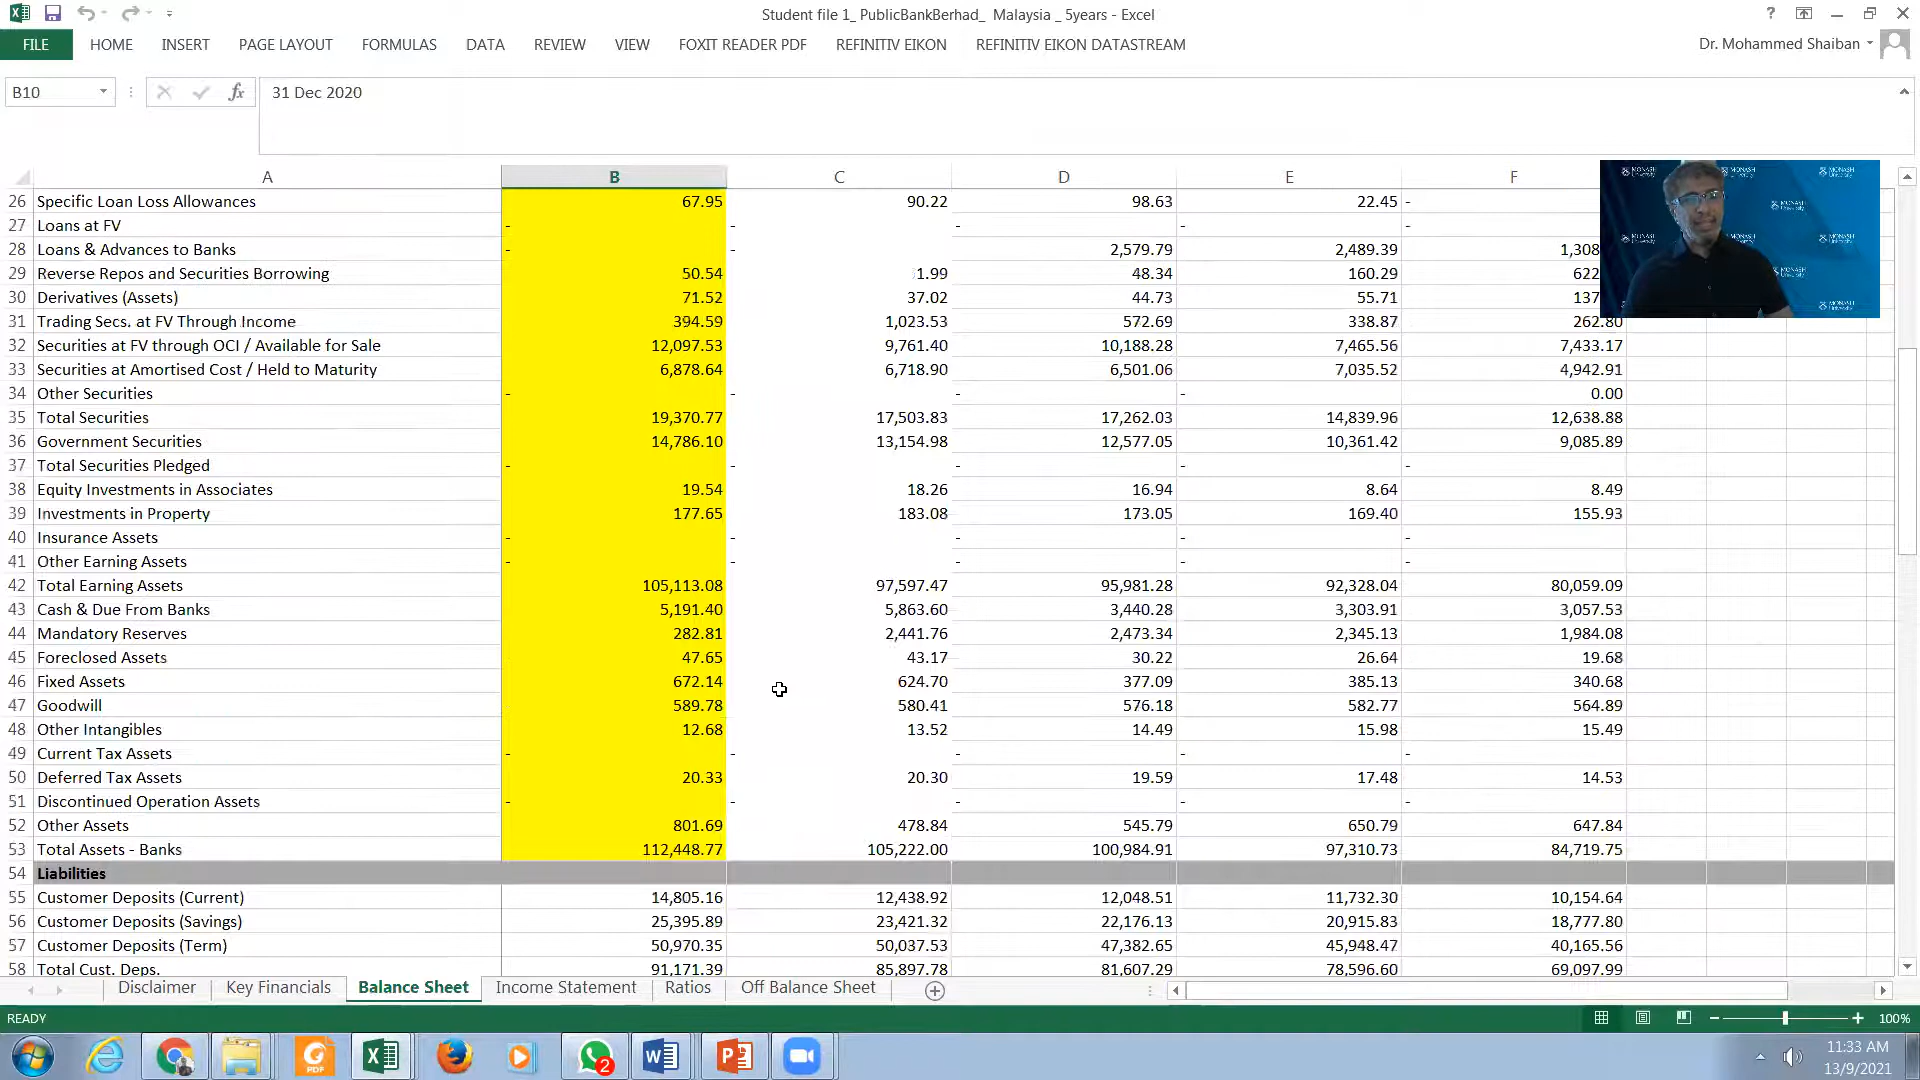 Student file 1_ PublicBankBerhad_ Malaysia _ 5years - Excel
FILE HOME INSERT PAGE LAYOUT FORMULAS DATA REVIEW VIEW FOXIT READER PDF REFINITIV EIKON REFINITIV EIKON DATASTREAM Dr. Mohammed Shaiban
B10 fx 31 Dec 2020
A B C D E F
26 Specific Loan Loss Allowances 67.95 90.22 98.63 22.45 -
27 Loans at FV - - - - -
28 Loans & Advances to Banks - - 2,579.79 2,489.39 1,308
29 Reverse Repos and Securities Borrowing 50.54 1.99 48.34 160.29 622
30 Derivatives (Assets) 71.52 37.02 44.73 55.71 137
31 Trading Secs. at FV Through Income 394.59 1,023.53 572.69 338.87 262.80
32 Securities at FV through OCI / Available for Sale 12,097.53 9,761.40 10,188.28 7,465.56 7,433.17
33 Securities at Amortised Cost / Held to Maturity 6,878.64 6,718.90 6,501.06 7,035.52 4,942.91
34 Other Securities - - - - 0.00
35 Total Securities 19,370.77 17,503.83 17,262.03 14,839.96 12,638.88
36 Government Securities 14,786.10 13,154.98 12,577.05 10,361.42 9,085.89
37 Total Securities Pledged - - - - -
38 Equity Investments in Associates 19.54 18.26 16.94 8.64 8.49
39 Investments in Property 177.65 183.08 173.05 169.40 155.93
40 Insurance Assets - - - - -
41 Other Earning Assets - - - - -
42 Total Earning Assets 105,113.08 97,597.47 95,981.28 92,328.04 80,059.09
43 Cash & Due From Banks 5,191.40 5,863.60 3,440.28 3,303.91 3,057.53
44 Mandatory Reserves 282.81 2,441.76 2,473.34 2,345.13 1,984.08
45 Foreclosed Assets 47.65 43.17 30.22 26.64 19.68
46 Fixed Assets 672.14 624.70 377.09 385.13 340.68
47 Goodwill 589.78 580.41 576.18 582.77 564.89
48 Other Intangibles 12.68 13.52 14.49 15.98 15.49
49 Current Tax Assets - - - - -
50 Deferred Tax Assets 20.33 20.30 19.59 17.48 14.53
51 Discontinued Operation Assets - - - - -
52 Other Assets 801.69 478.84 545.79 650.79 647.84
53 Total Assets - Banks 112,448.77 105,222.00 100,984.91 97,310.73 84,719.75
54 Liabilities
55 Customer Deposits (Current) 14,805.16 12,438.92 12,048.51 11,732.30 10,154.64
56 Customer Deposits (Savings) 25,395.89 23,421.32 22,176.13 20,915.83 18,777.80
57 Customer Deposits (Term) 50,970.35 50,037.53 47,382.65 45,948.47 40,165.56
58 Total Cust. Deps. 91,171.39 85,897.78 81,607.29 78,596.60 69,097.99
Disclaimer Key Financials Balance Sheet Income Statement Ratios Off Balance Sheet
READY 100%
2
PDF
11:33 AM
13/9/2021